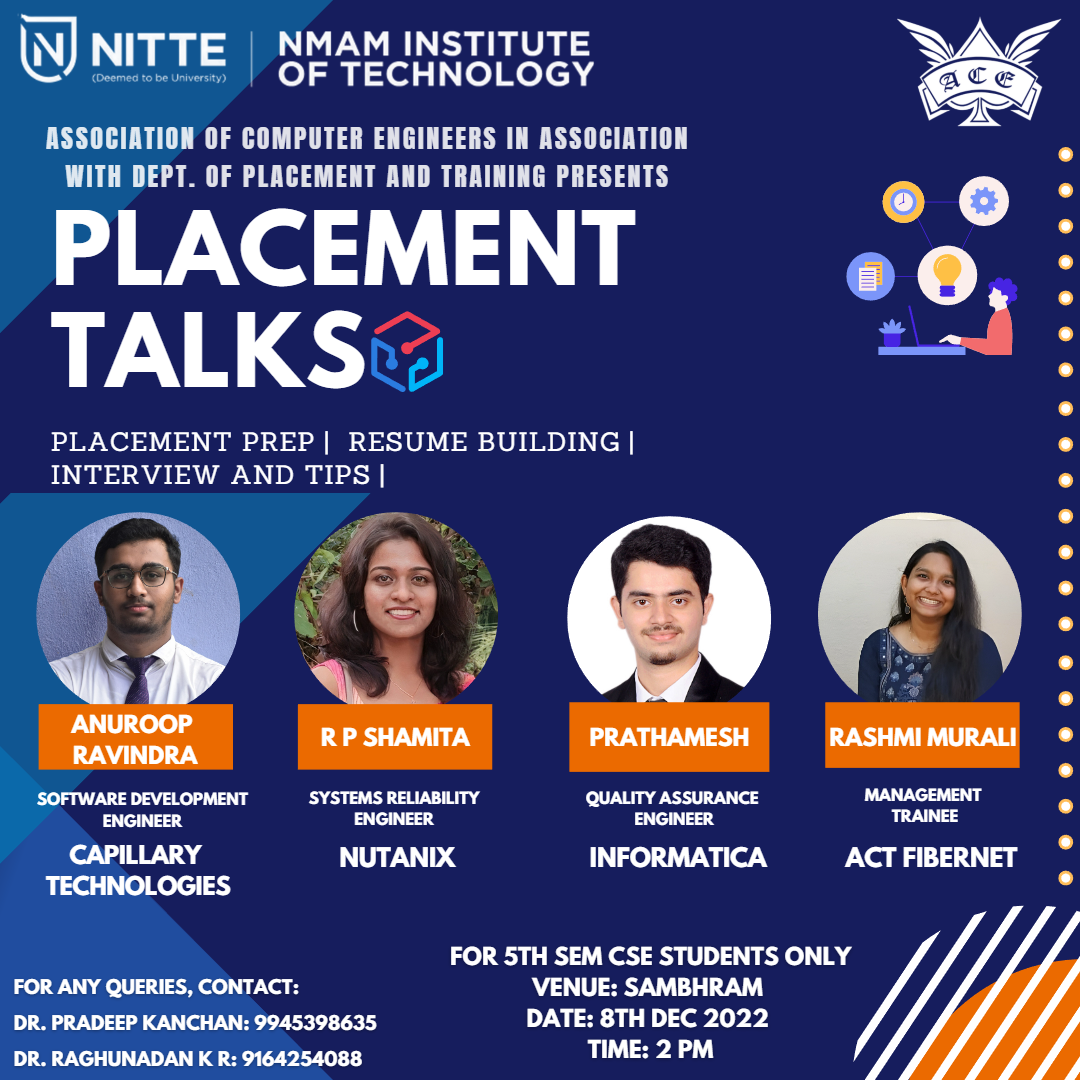 NITTE
(Deemed to be University)
NMAM INSTITUTE
OF TECHNOLOGY
ACE
ASSOCIATION OF COMPUTER ENGINEERS IN ASSOCIATION
WITH DEPT. OF PLACEMENT AND TRAINING PRESENTS
PLACEMENT
TALKS
PLACEMENT PREP | RESUME BUILDING |
INTERVIEW AND TIPS |
ANUROOP
RAVINDRA
SOFTWARE DEVELOPMENT
ENGINEER
CAPILLARY
TECHNOLOGIES
R P SHAMITA
SYSTEMS RELIABILITY
ENGINEER
NUTANIX
PRATHAMESH
QUALITY ASSURANCE
ENGINEER
INFORMATICA
RASHMI MURALI
MANAGEMENT
TRAINEE
ACT FIBERNET
FOR ANY QUERIES, CONTACT:
DR. PRADEEP KANCHAN: 9945398635
DR. RAGHUNADAN K R: 9164254088
FOR 5TH SEM CSE STUDENTS ONLY
VENUE: SAMBHRAM
DATE: 8TH DEC 2022
TIME: 2 PM